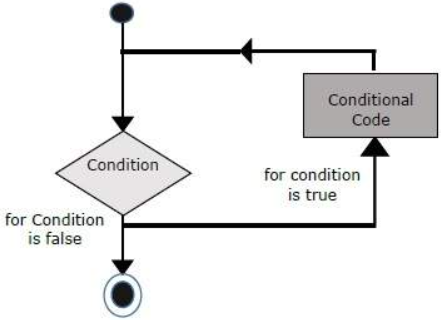 Conditional
Code
Condition
for condition
is true
for Condition
is false